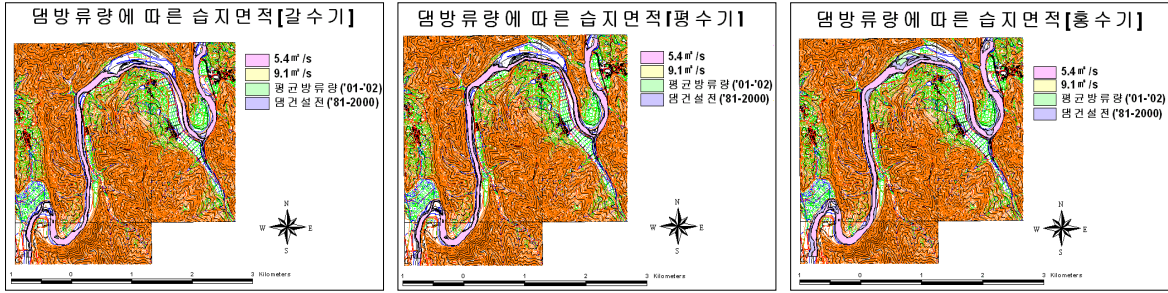 댐방류량에 따른 습지면적[갈수기]
5.4㎥/s
9.1㎥/s
평균방류량('01-'02)
댐건설전('81-2000)
N
W E
S
1 0 1 2 3 Kilometers
댐방류량에 따른 습지면적[평수기]
5.4㎥/s
9.1㎥/s
평균방류량('01-'02)
댐건설전('81-2000)
N
W E
S
1 0 1 2 3 Kilometers
댐방류량에 따른 습지면적[홍수기]
5.4㎥/s
9.1㎥/s
평균방류량('01-'02)
댐건설전('81-2000)
N
W E
S
1 0 1 2 3 Kilometers